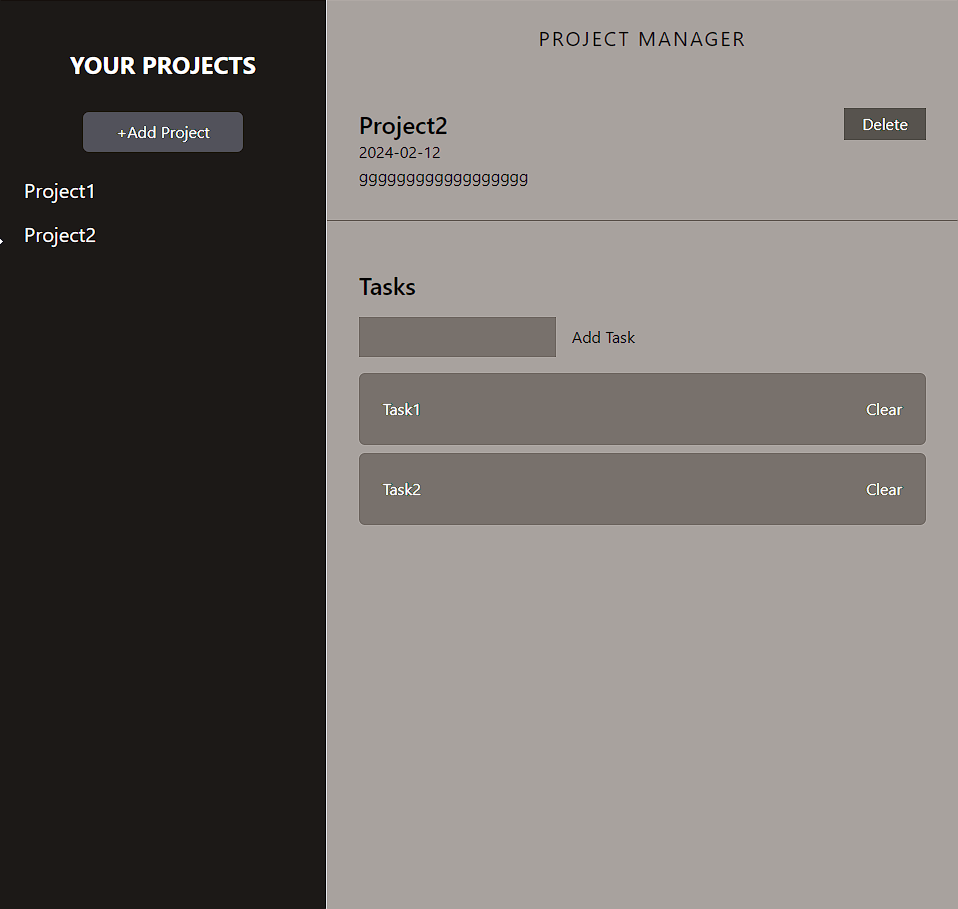 YOUR PROJECTS
+Add Project
Project1
Project2
PROJECT MANAGER
Project2
Delete
2024-02-12
gggggggggggggggggg
Tasks
Add Task
Task1 Clear
Task2 Clear